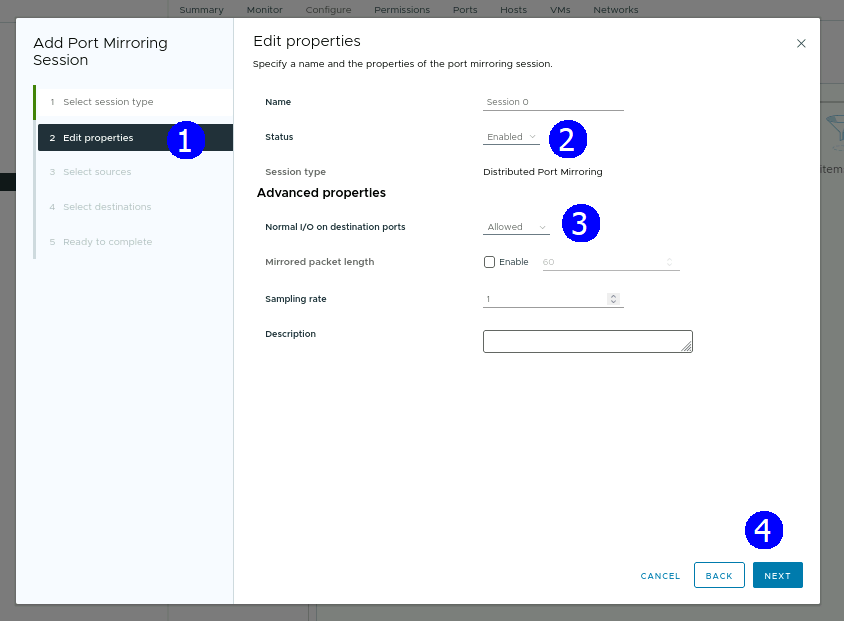 Summary Monitor Configure Permissions Ports Hosts VMs Networks
Add Port Mirroring
Session
1 Select session type
2 Edit properties
1
3 Select sources
4 Select destinations
5 Ready to complete
Edit properties
Specify a name and the properties of the port mirroring session.
Name Session 0
Status Enabled
2
Session type Distributed Port Mirroring
Advanced properties
Normal I/O on destination ports Allowed
3
Mirrored packet length Enable 60
Sampling rate 1
Description
item
4
CANCEL BACK NEXT